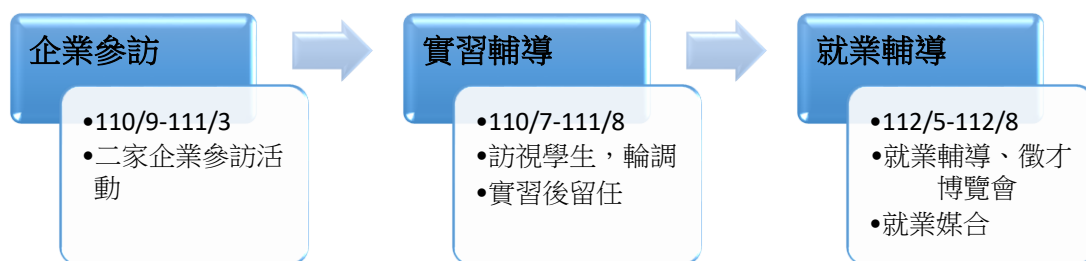 企業參訪
•110/9-111/3
•二家企業參訪活
動
實習輔導
•110/7-111/8
•訪視學生，輪調
•實習後留任
就業輔導
•112/5-112/8
•就業輔導、徵才
博覽會
•就業媒合